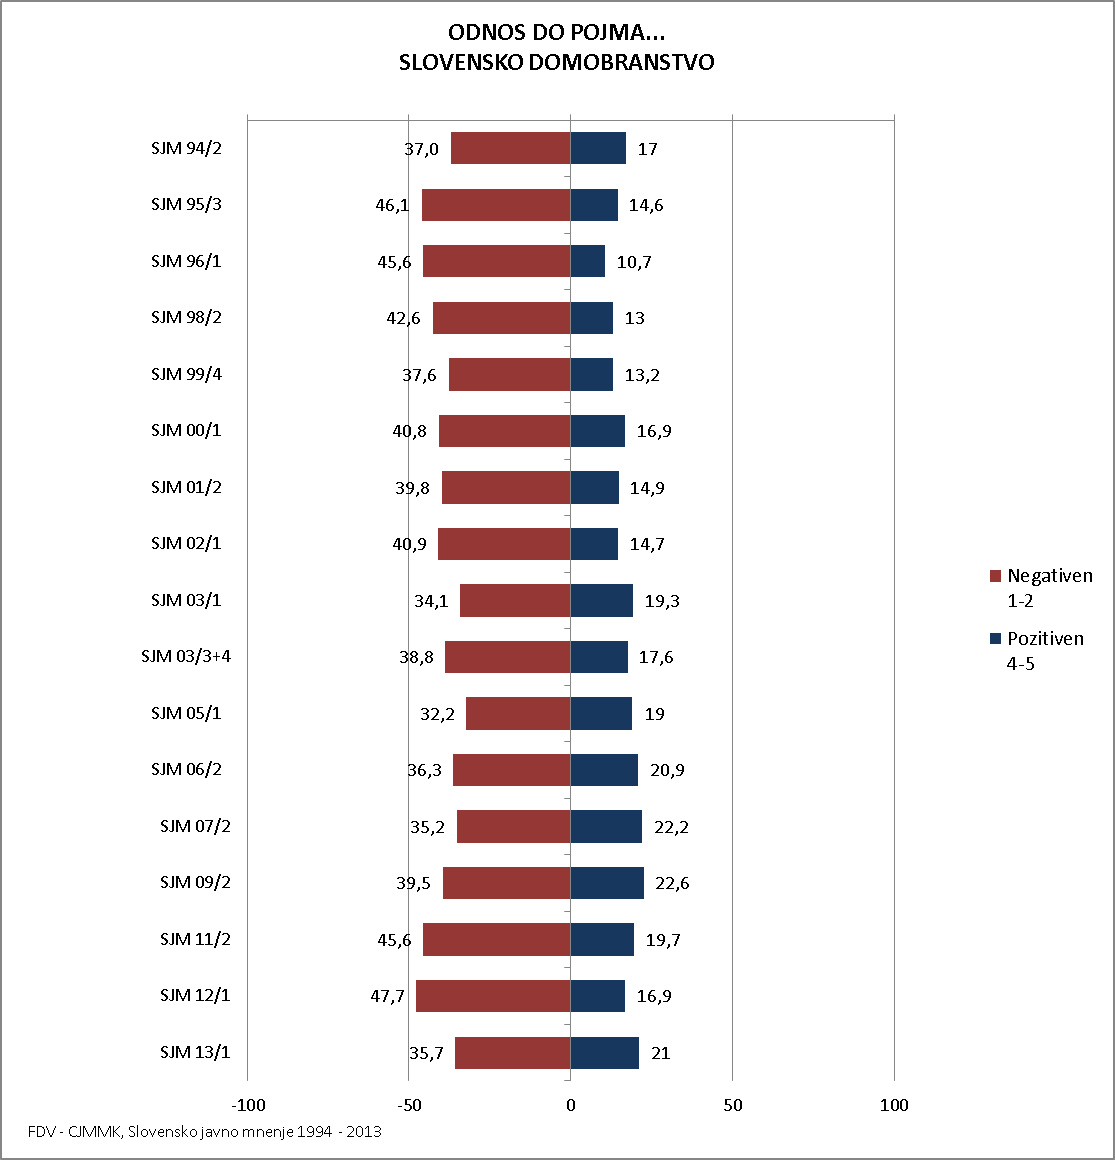 ODNOS DO POJMA...
SLOVENSKO DOMOBRANSTVO
SJM 94/2 37,0 17
SJM 95/3 46,1 14,6
SJM 96/1 45,6 10,7
SJM 98/2 42,6 13
SJM 99/4 37,6 13,2
SJM 00/1 40,8 16,9
SJM 01/2 39,8 14,9
SJM 02/1 40,9 14,7
SJM 03/1 34,1 19,3
SJM 03/3+4 38,8 17,6
SJM 05/1 32,2 19
SJM 06/2 36,3 20,9
SJM 07/2 35,2 22,2
SJM 09/2 39,5 22,6
SJM 11/2 45,6 19,7
SJM 12/1 47,7 16,9
SJM 13/1 35,7 21
-100 -50 0 50 100
Negativen
1-2
Pozitiven
4-5
FDV - CJMMK, Slovensko javno mnenje 1994 - 2013